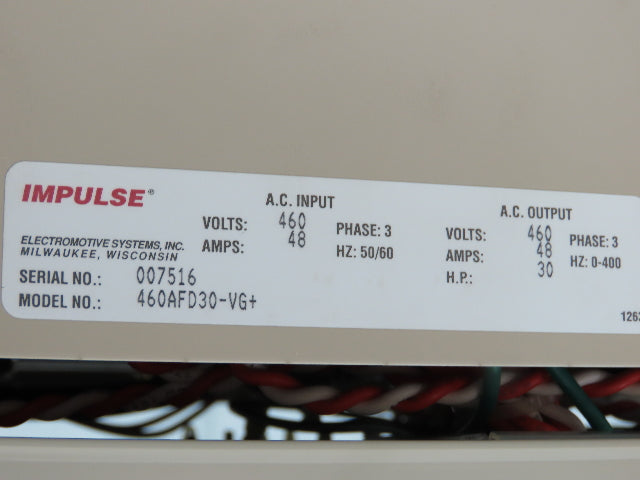 IMPULSE®
ELECTROMOTIVE SYSTEMS, INC.
MILWAUKEE, WISCONSIN
SERIAL NO.: 007516
MODEL NO.: 460AFD30-VG+
A.C. INPUT
VOLTS: 460 PHASE: 3
AMPS: 48 HZ: 50/60
A.C. OUTPUT
VOLTS: 460 PHASE: 3
AMPS: 48 HZ: 0-400
H.P.: 30
1263